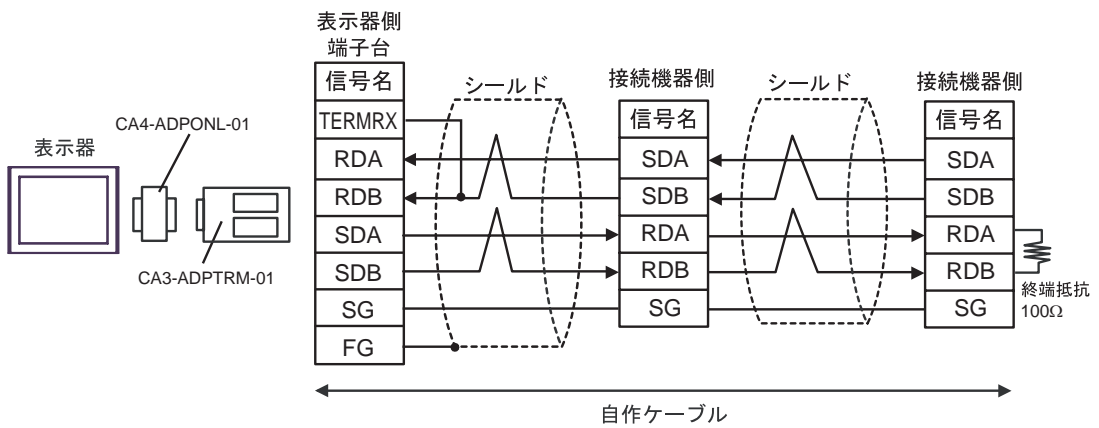 表示器
CA4-ADPONL-01
CA3-ADPTRM-01
表示器側
端子台
信号名
TERMRX
RDA
RDB
SDA
SDB
SG
FG
シールド
接続機器側
信号名
SDA
SDB
RDA
RDB
SG
シールド
接続機器側
信号名
SDA
SDB
RDA
RDB
SG
終端抵抗
100Ω
自作ケーブル